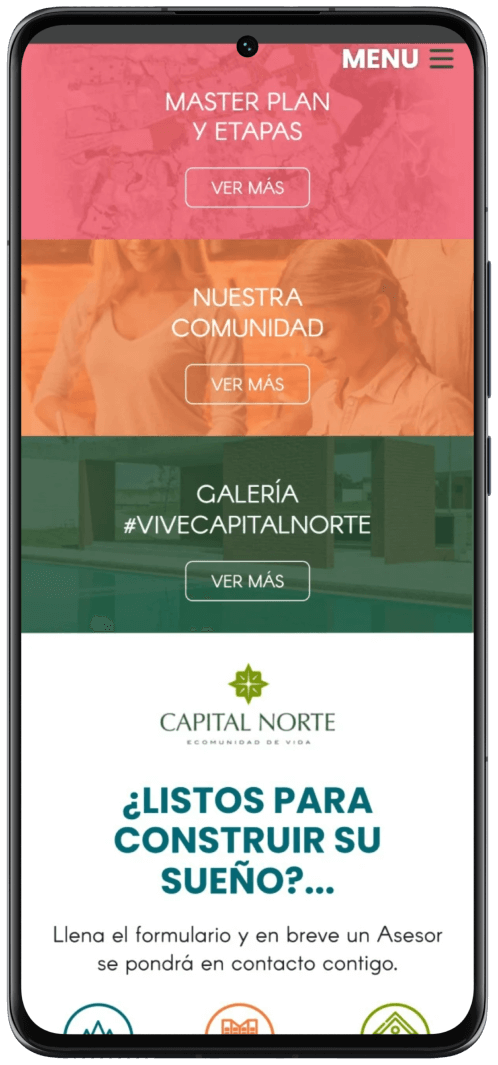 MENU
MASTER PLAN
Y ETAPAS
VER MÁS
NUESTRA
COMUNIDAD
VER MÁS
GALERÍA
#VIVECAPITALNORTE
VER MÁS
CAPITAL NORTE
ECOMUNIDAD DE VIDA
¿LISTOS PARA
CONSTRUIR SU
SUEÑO?...
Llena el formulario y en breve un Asesor
se pondrá en contacto contigo.